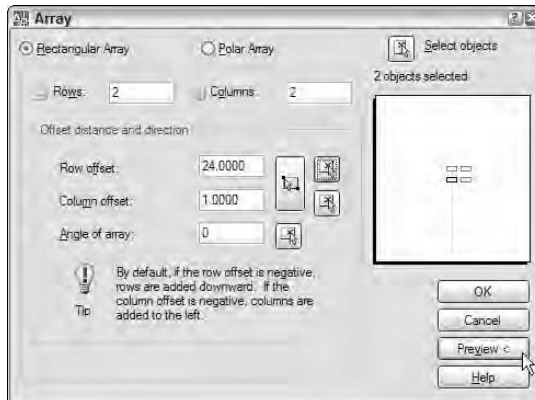 Array
Rectangular Array
Polar Array
Select objects
Rows: 2
Columns: 2
2 objects selected
Offset distance and direction
Row offset: 24.0000
Column offset: 1.0000
Angle of array: 0
By default, if the row offset is negative,
rows are added downward. If the
column offset is negative, columns are
added to the left.
Tip
OK
Cancel
Preview <
Help